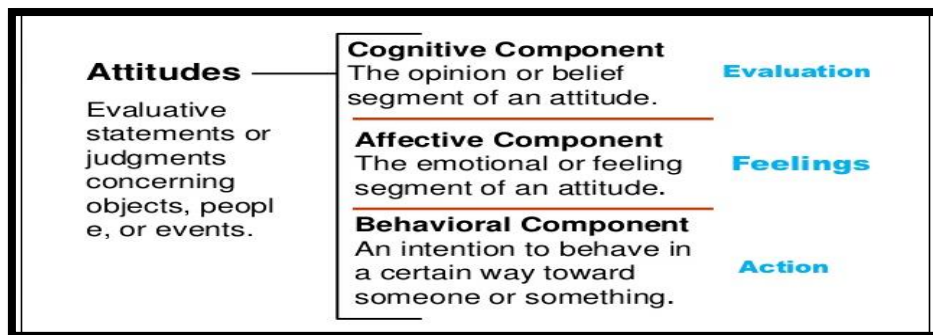 Attitudes
Evaluative
statements or
judgments
concerning
objects, peopl
e, or events.
Cognitive Component
The opinion or belief
segment of an attitude.
Evaluation
Affective Component
The emotional or feeling
segment of an attitude.
Feelings
Behavioral Component
An intention to behave in
a certain way toward
someone or something.
Action